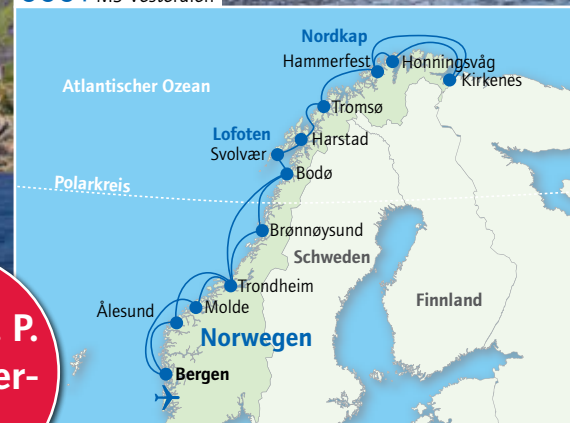 MS Vesterålen
Nordkap
Hammerfest
Honningsvåg
Kirkenes
Atlantischer Ozean
Tromsø
Lofoten
Harstad
Svolvær
Bodø
Polarkreis
Brønnøysund
Schweden
Trondheim
Finnland
Ålesund
Molde
P.
Norwegen
er-
Bergen